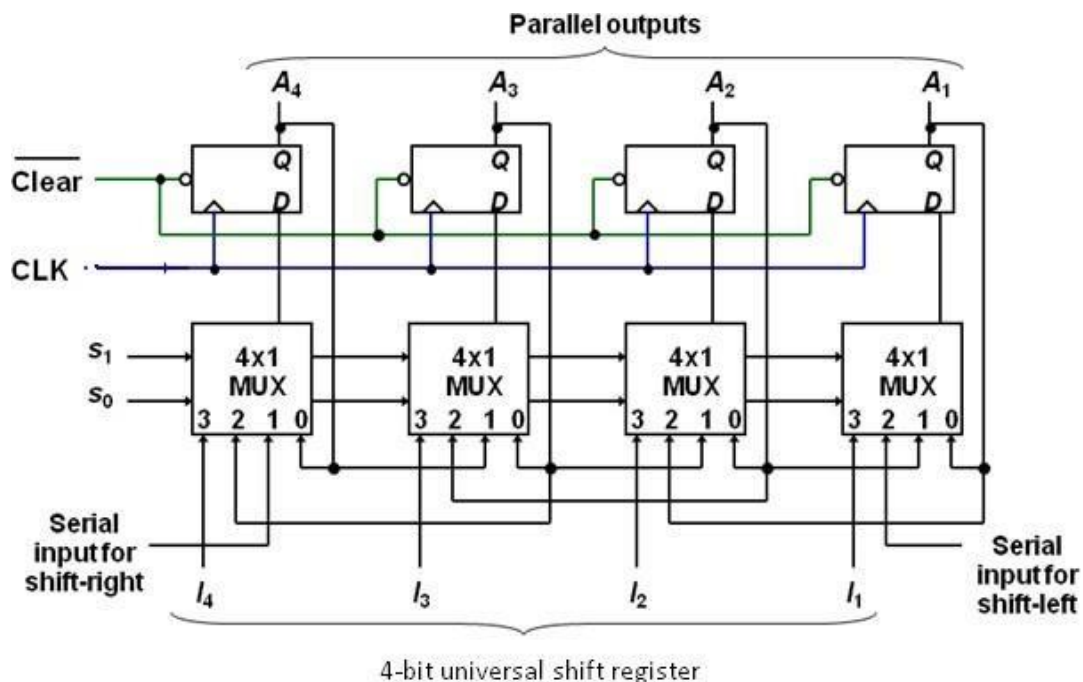 Parallel outputs
A₄ A₃ A₂ A₁
Q Q Q Q
Clear
D D D D
CLK
s₁
4x1 4x1 4x1 4x1
MUX MUX MUX MUX
s₀
3 2 1 0 3 2 1 0 3 2 1 0 3 2 1 0
Serial
input for
shift-right
I₄ I₃ I₂ I₁
Serial
input for
shift-left
4-bit universal shift register